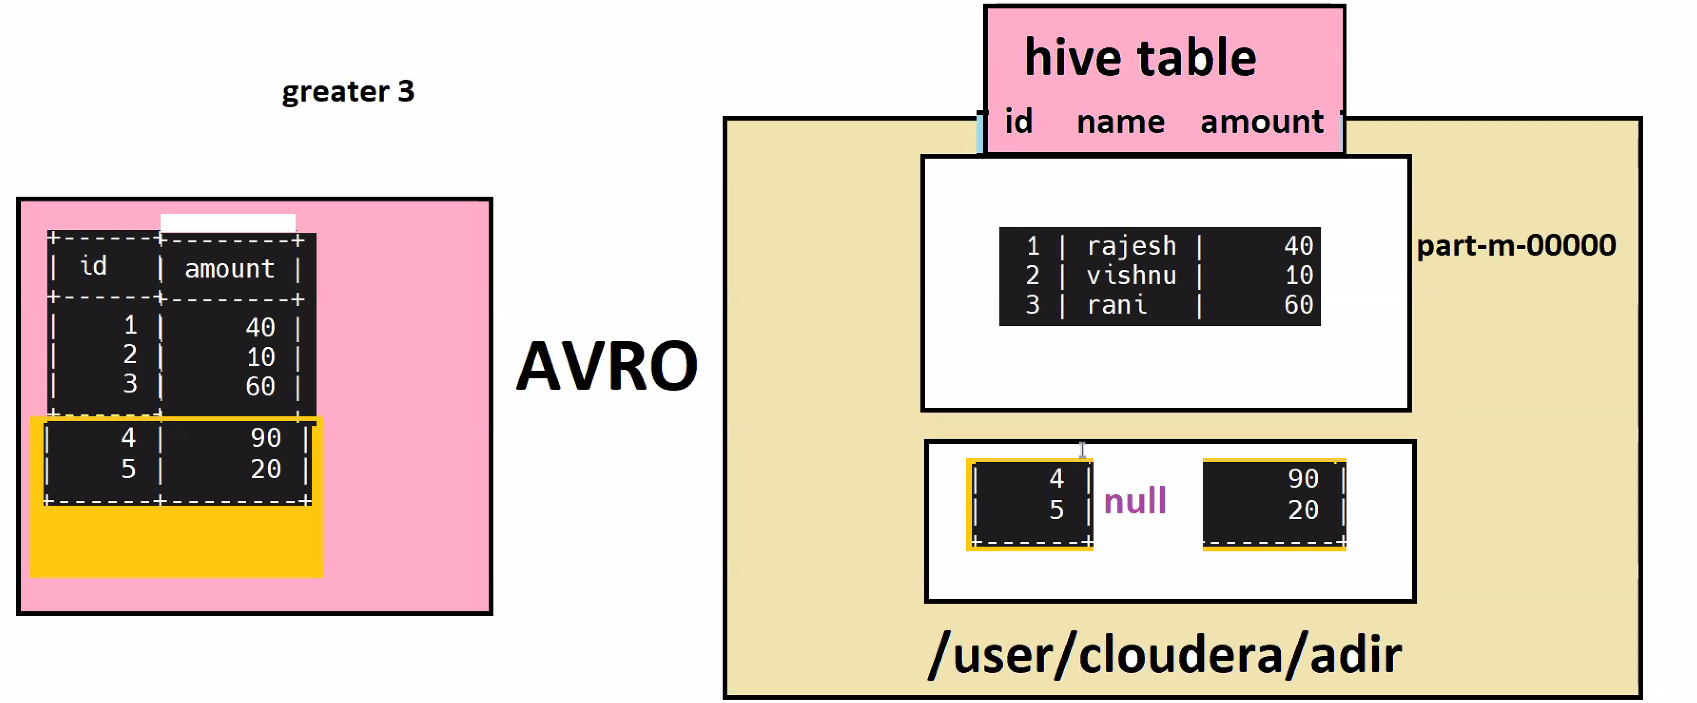 greater 3
id | amount
1 | 40
2 | 10
3 | 60
4 | 90
5 | 20
AVRO
hive table
id name amount
1 | rajesh | 40
2 | vishnu | 10
3 | rani | 60
part-m-00000
4 | null 90
5 | 20
/user/cloudera/adir